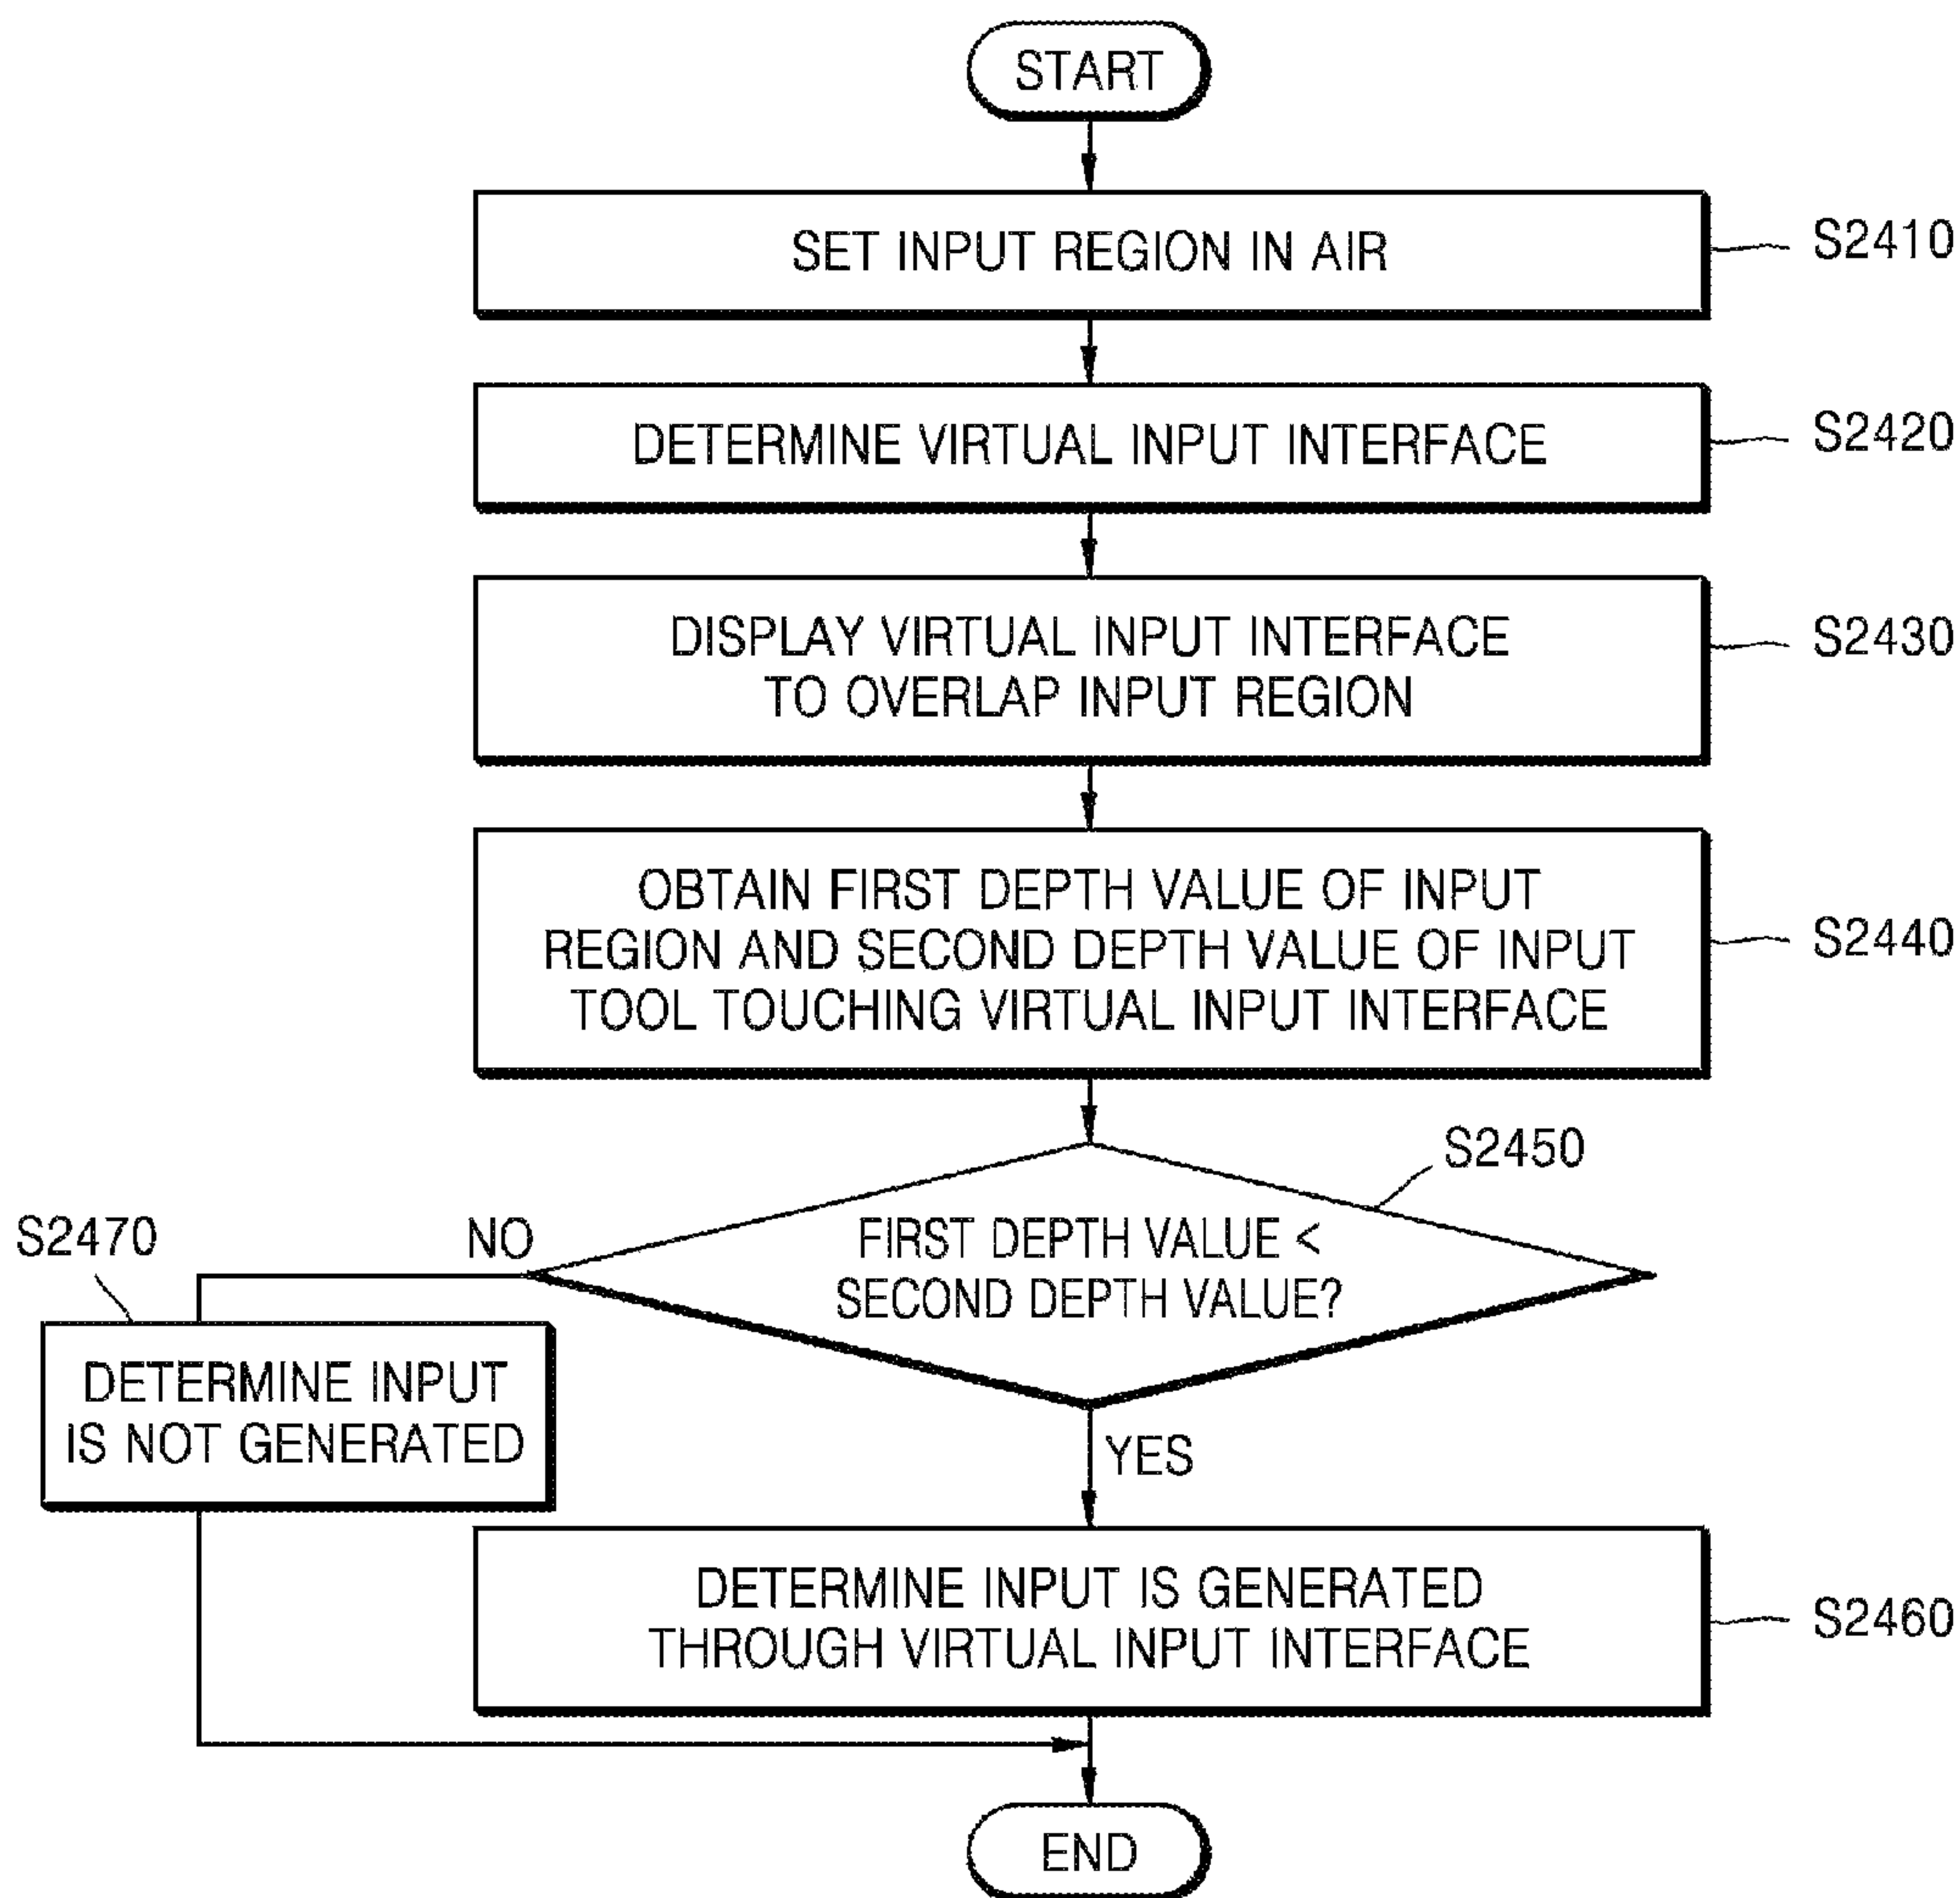 START
SET INPUT REGION IN AIR
S2410
DETERMINE VIRTUAL INPUT INTERFACE
S2420
DISPLAY VIRTUAL INPUT INTERFACE
TO OVERLAP INPUT REGION
S2430
OBTAIN FIRST DEPTH VALUE OF INPUT
REGION AND SECOND DEPTH VALUE OF INPUT
TOOL TOUCHING VIRTUAL INPUT INTERFACE
S2440
S2450
FIRST DEPTH VALUE <
SECOND DEPTH VALUE?
NO
S2470
DETERMINE INPUT
IS NOT GENERATED
YES
DETERMINE INPUT IS GENERATED
THROUGH VIRTUAL INPUT INTERFACE
S2460
END